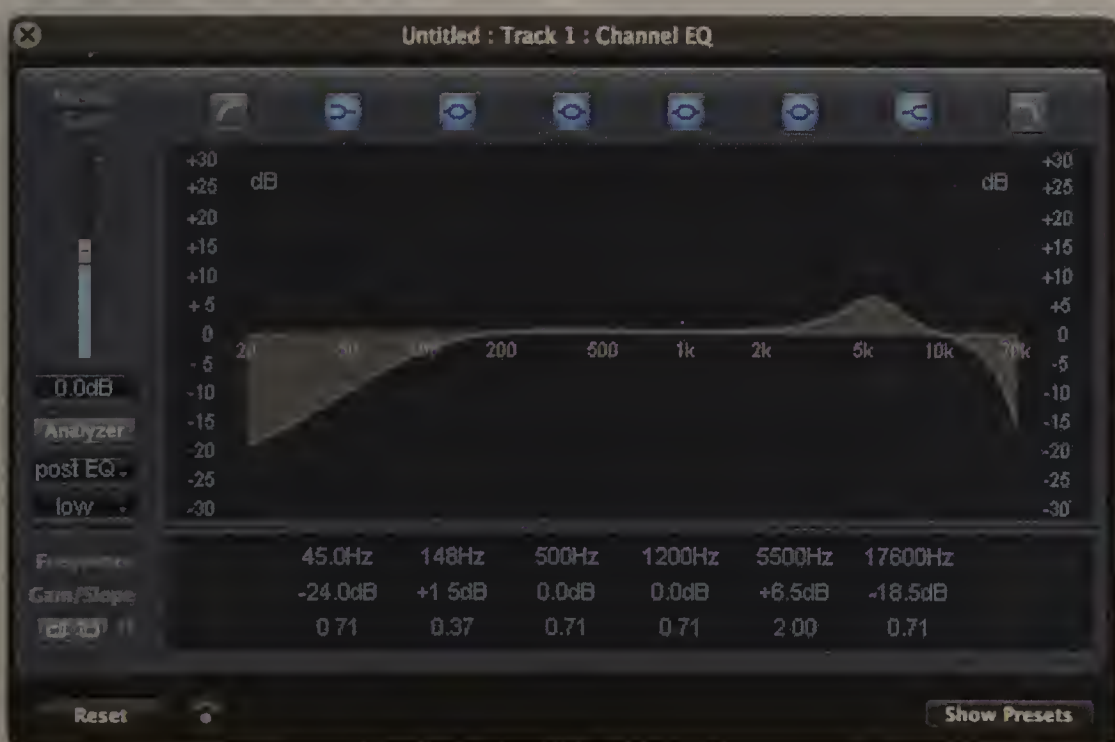 Untitled : Track 1 : Channel EQ
+30 +30
+25 dB dB +25
+20 +20
+15 +15
+10 +10
+5 +5
0 0
20 50 100 200 500 1k 2k 5k 10k 20k
-5 -5
0.0dB -10 -10
Analyzer -15 -15
post EQ -20 -20
-25 -25
low -30 -30
Frequency 45.0Hz 148Hz 500Hz 1200Hz 5500Hz 17600Hz
Gain/Slope -24.0dB +1.5dB 0.0dB 0.0dB +6.5dB -18.5dB
0.71 0.37 0.71 0.71 2.00 0.71
Reset Show Presets